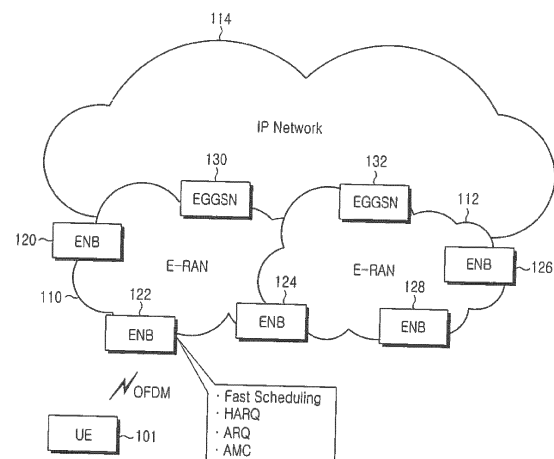 114
IP Network
130
132
EGGSN
EGGSN
112
120
ENB
ENB
126
E-RAN
E-RAN
110
122
124
128
ENB
ENB
ENB
OFDM
· Fast Scheduling
· HARQ
· ARQ
· AMC
UE
101